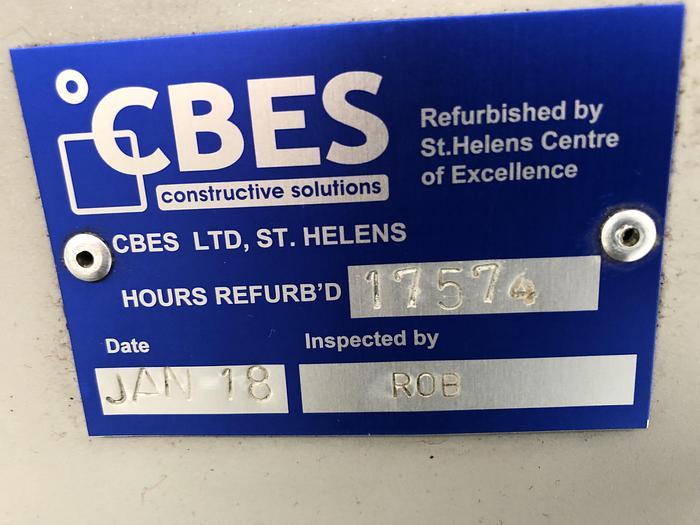 CBES
constructive solutions
Refurbished by
St.Helens Centre
of Excellence
CBES LTD, ST. HELENS
HOURS REFURB'D 17574
Date
JAN 18
Inspected by
ROB